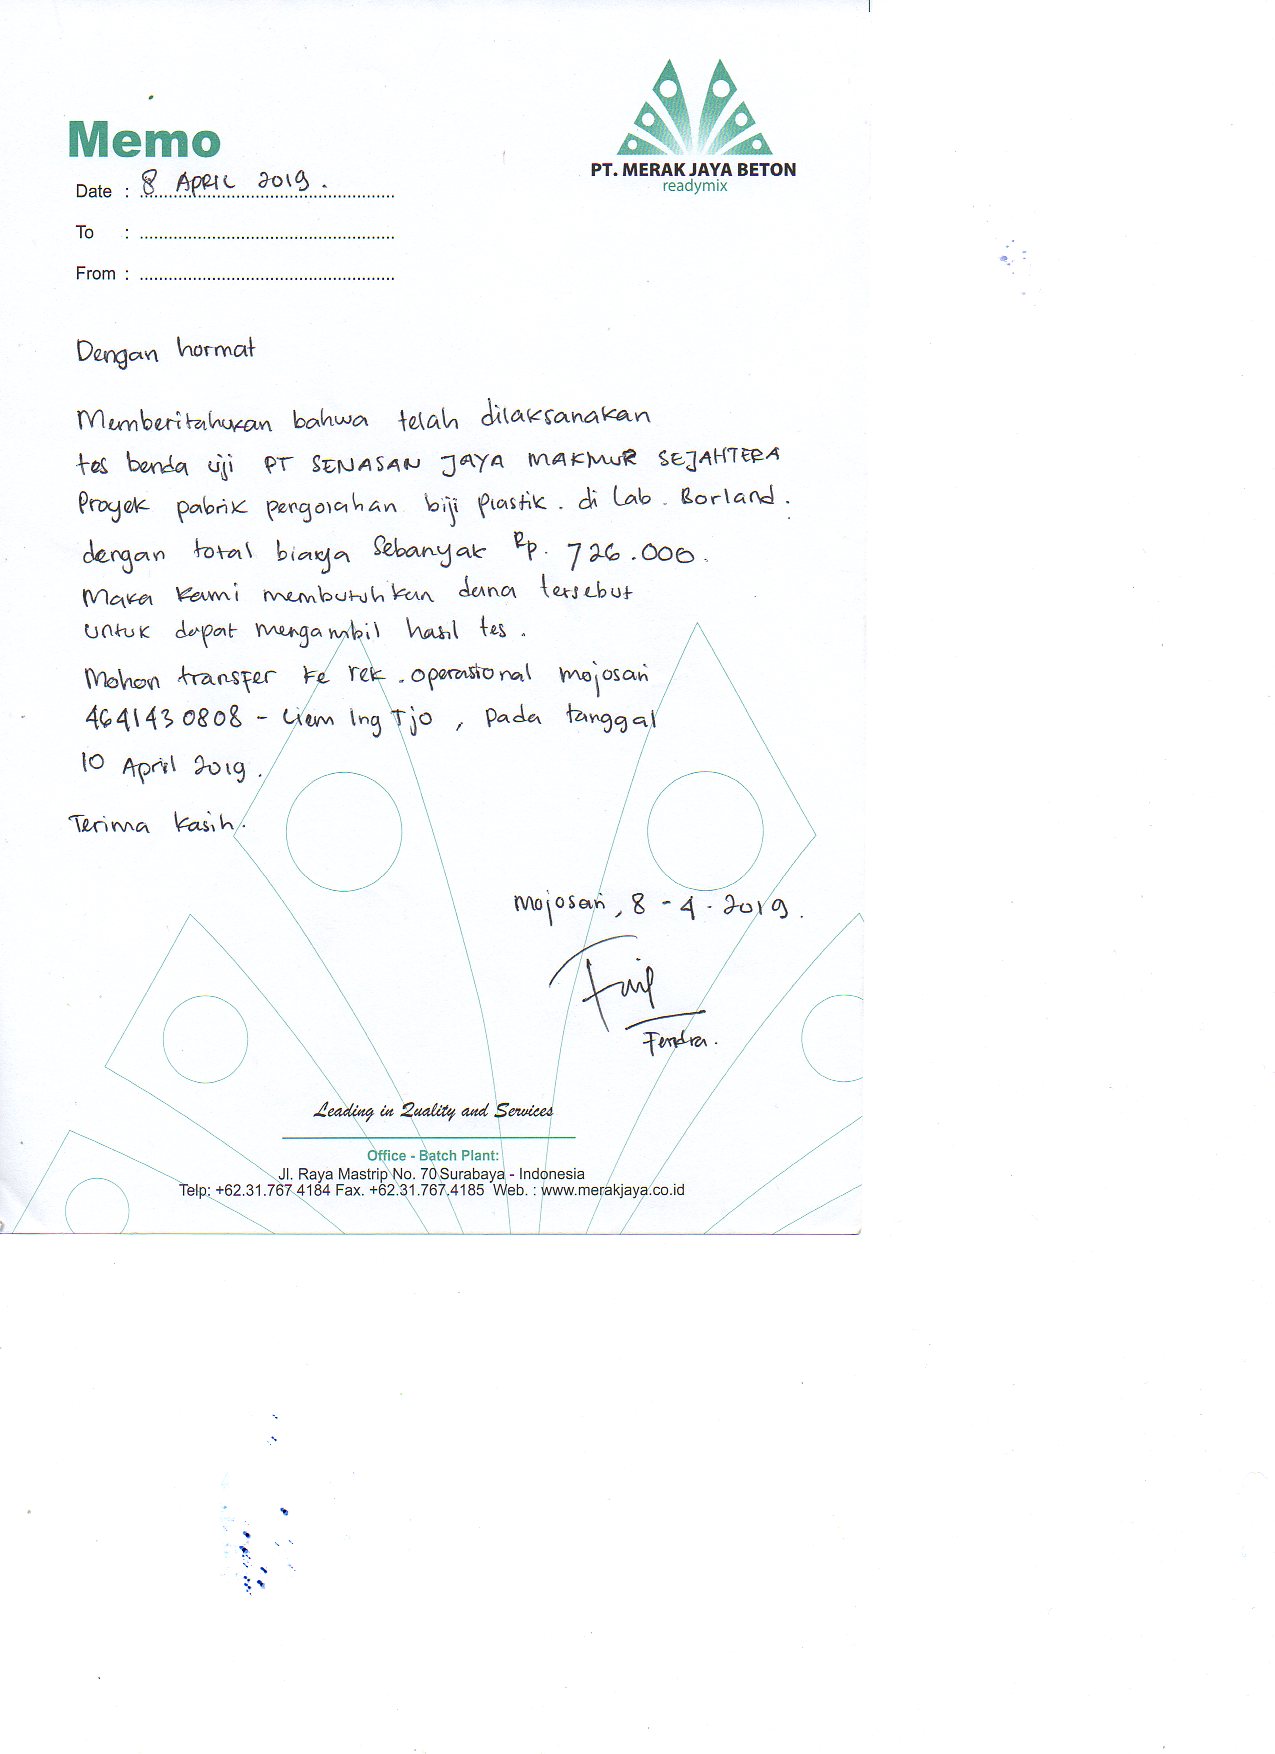 PT. MERAK JAYA BETON
readymix
Memo
Date : 8 APRIL 2019.
To :
From :
Dengan hormat
Memberitahukan bahwa telah dilaksanakan
tes benda uji PT SENASAN JAYA MAKMUR SEJAHTERA
Proyek pabrik pengolahan biji plastik. di Lab. Borland.
dengan total biaya sebanyak Rp. 726.000.
Maka kami membutuhkan dana tersebut
untuk dapat mengambil hasil tes.
Mohon transfer ke rek. operasional mojosari
4641430808 - Liem Ing Tjo, pada tanggal
10 April 2019.
Terima kasih.
Mojosari, 8 - 4 - 2019.
Fendra.
Leading in Quality and Services
Office - Batch Plant:
Jl. Raya Mastrip No. 70 Surabaya - Indonesia
Telp: +62.31.767 4184 Fax. +62.31.767.4185 Web. : www.merakjaya.co.id